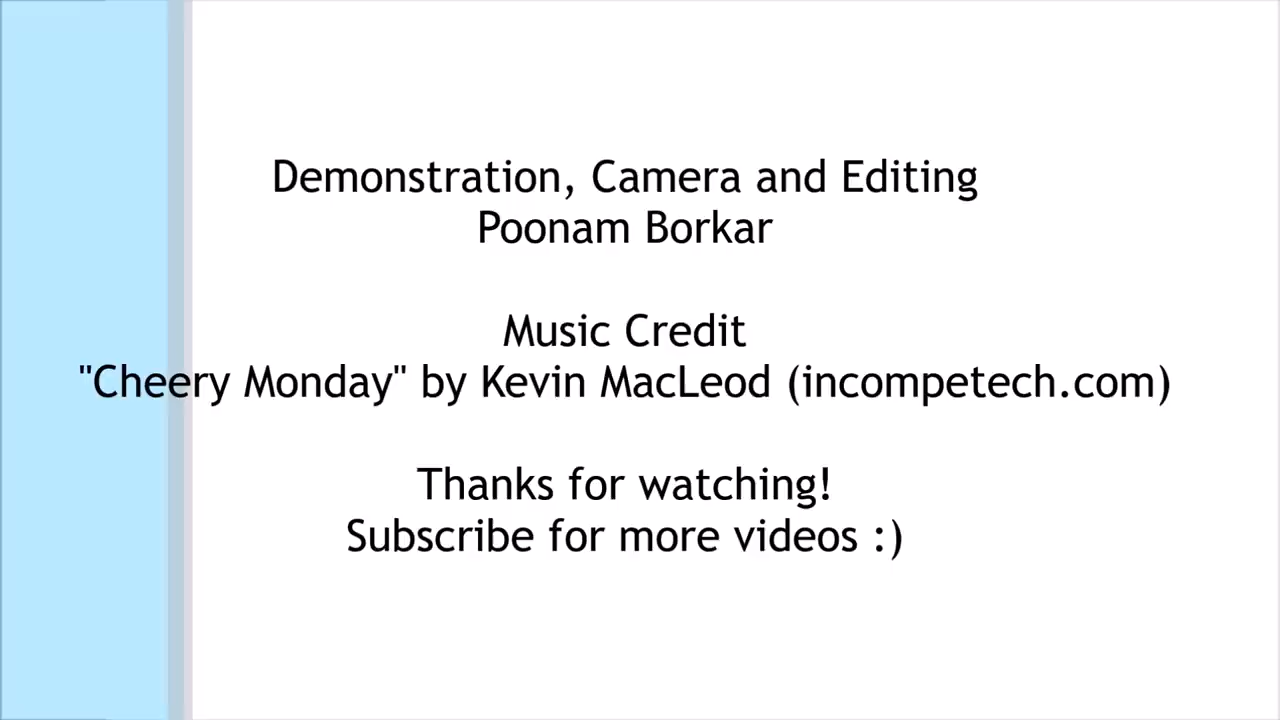 Demonstration, Camera and Editing
Poonam Borkar
Music Credit
"Cheery Monday" by Kevin MacLeod (incompetech.com)
Thanks for watching!
Subscribe for more videos :)